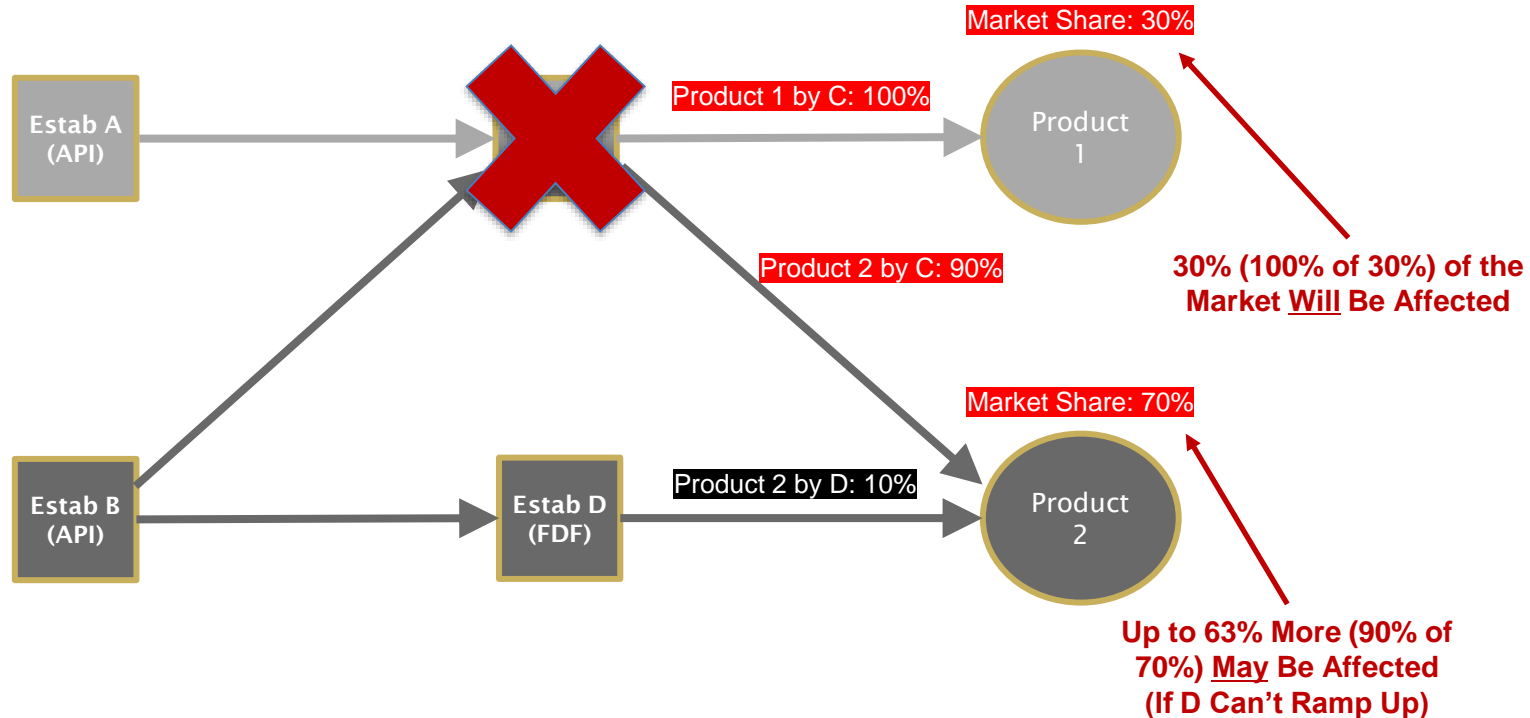 Market Share: 30%
Estab A
(API)
Product 1 by C: 100%
Product
1
30% (100% of 30%) of the
Market Will Be Affected
Product 2 by C: 90%
Market Share: 70%
Estab B
(API)
Estab D
(FDF)
Product 2 by D: 10%
Product
2
Up to 63% More (90% of
70%) May Be Affected
(If D Can’t Ramp Up)